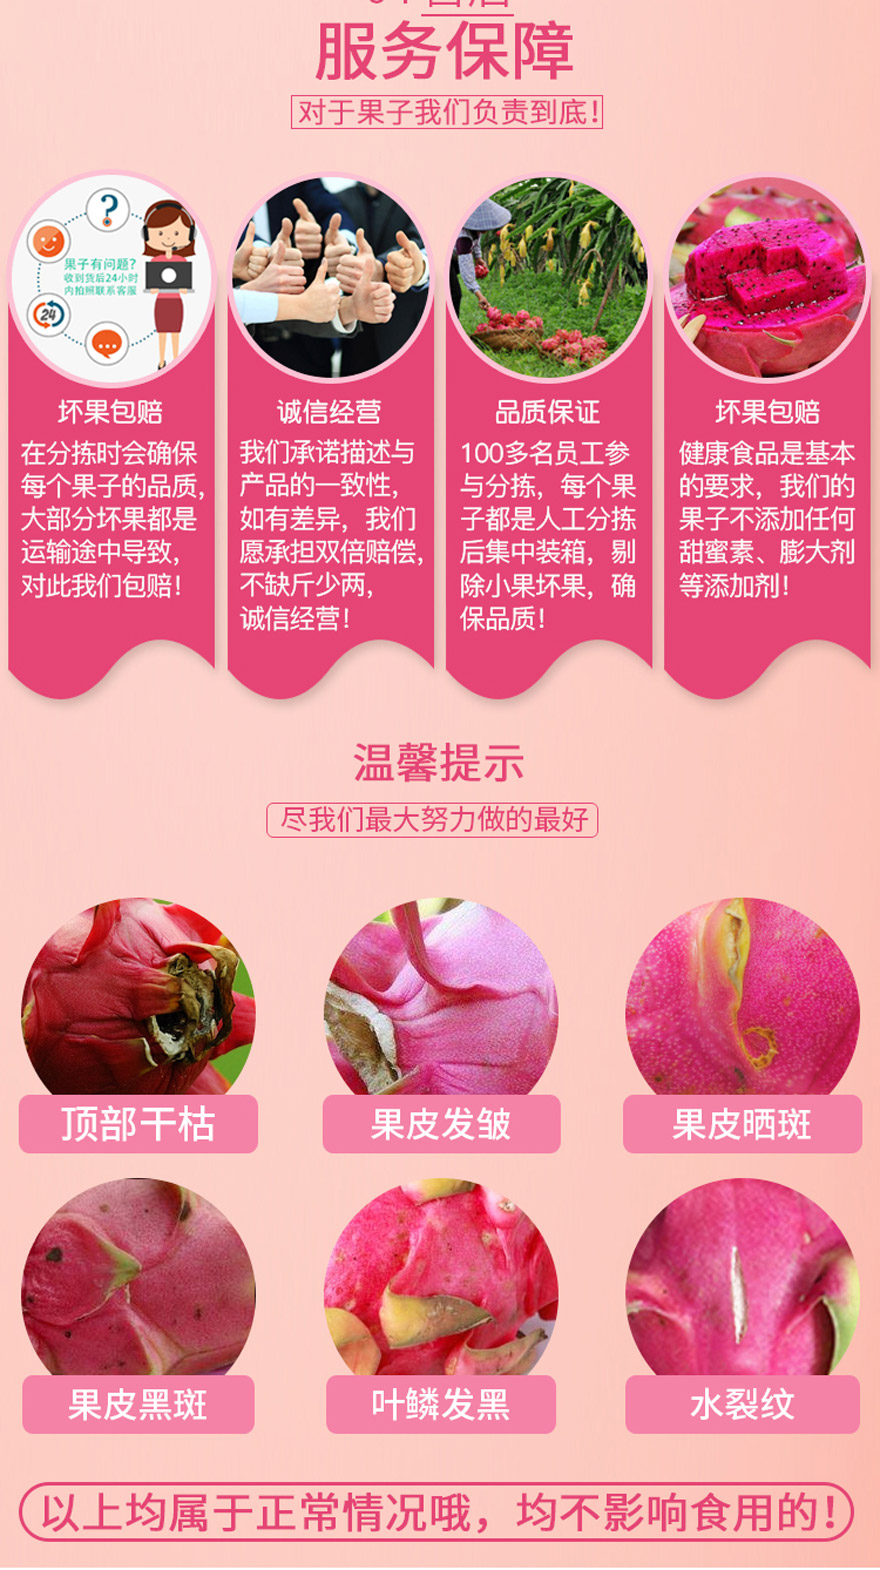 服务保障
对于果子我们负责到底！
果子有问题？
收到货后24小时
内拍照联系客服
24
坏果包赔
在分拣时会确保
每个果子的品质，
大部分坏果都是
运输途中导致，
对此我们包赔！
诚信经营
我们承诺描述与
产品的一致性，
如有差异，我们
愿承担双倍赔偿，
不缺斤少两，
诚信经营！
品质保证
100多名员工参
与分拣，每个果
子都是人工分拣
后集中装箱，剔
除小果坏果，确
保品质！
坏果包赔
健康食品是基本
的要求，我们的
果子不添加任何
甜蜜素、膨大剂
等添加剂！
温馨提示
尽我们最大努力做的最好
顶部干枯
果皮发皱
果皮晒斑
果皮黑斑
叶鳞发黑
水裂纹
以上均属于正常情况哦，均不影响食用的！